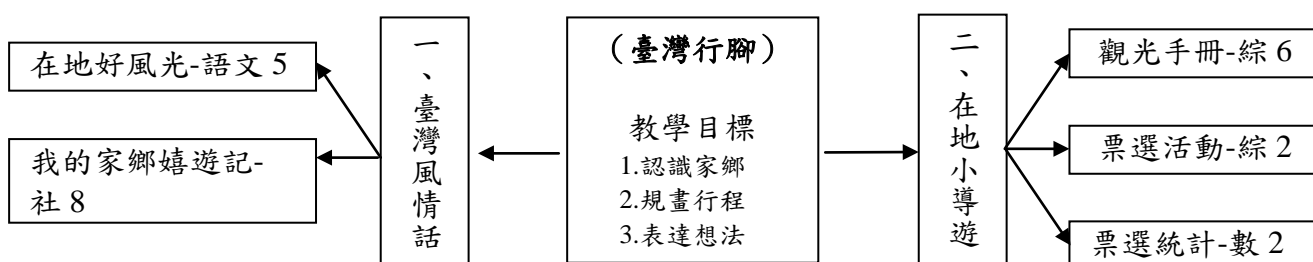 在地好風光-語文 5
我的家鄉嬉遊記-
社 8
一、臺灣風情話
（臺灣行腳）
教學目標
1.認識家鄉
2.規畫行程
3.表達想法
二、在地小導遊
觀光手冊-綜 6
票選活動-綜 2
票選統計-數 2